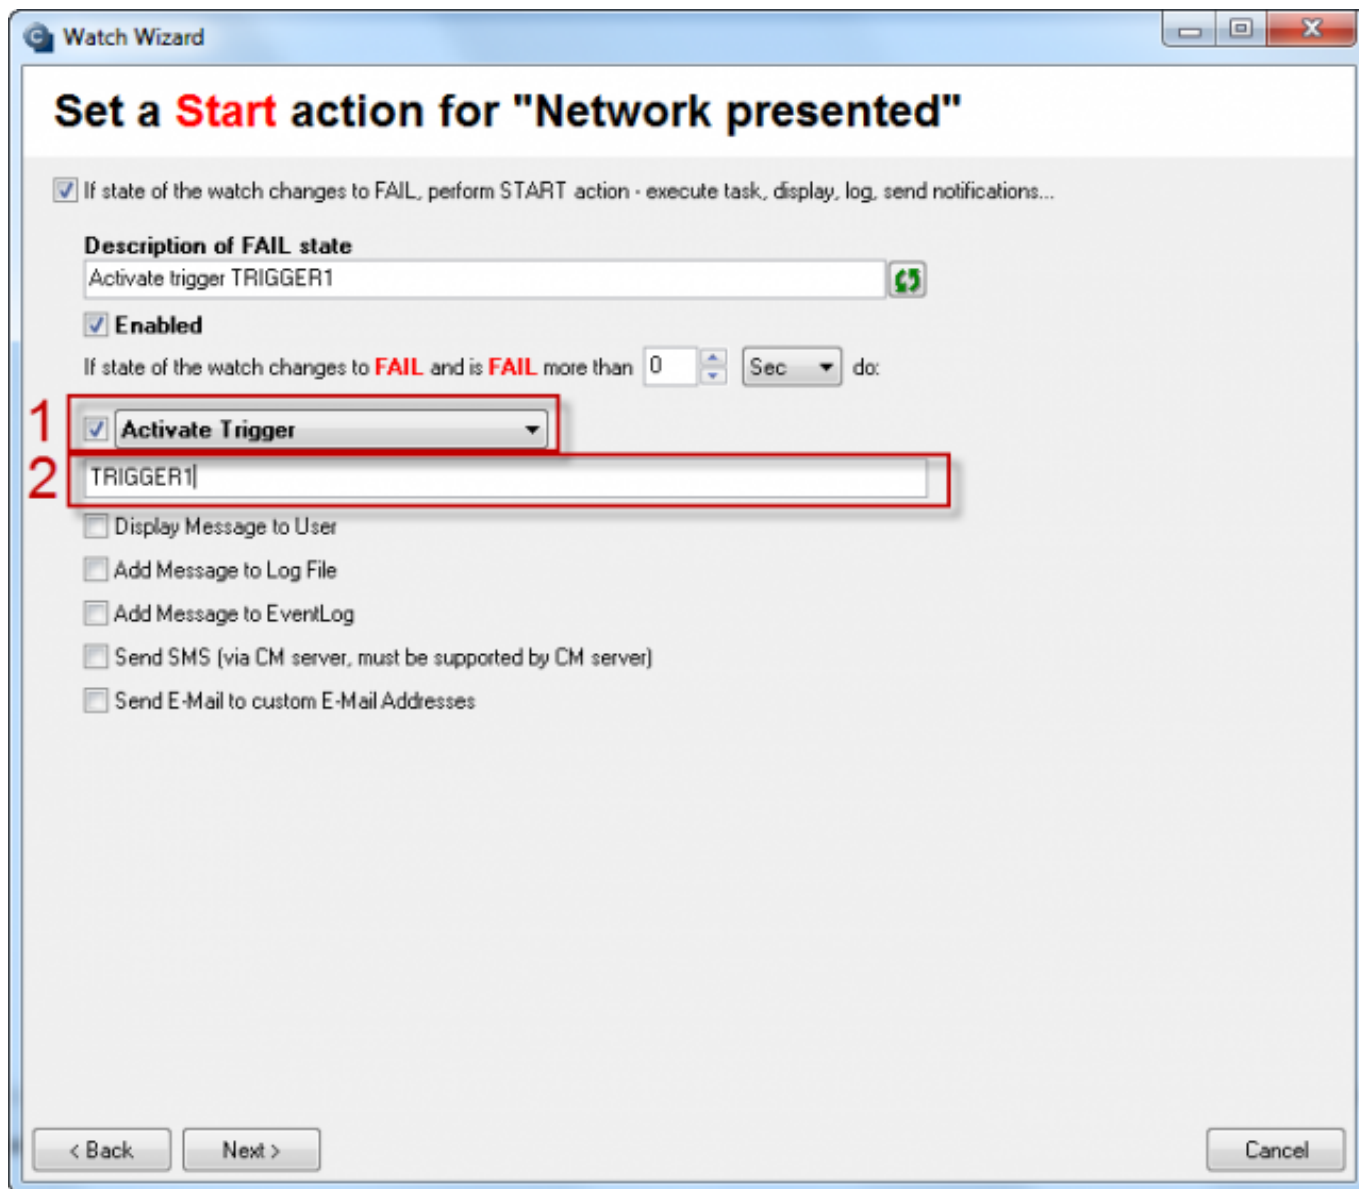 Watch Wizard
Set a Start action for "Network presented"
If state of the watch changes to FAIL, perform START action - execute task, display, log, send notifications...
Description of FAIL state
Activate trigger TRIGGER1
Enabled
If state of the watch changes to FAIL and is FAIL more than 0 Sec do:
1 Activate Trigger
2 TRIGGER1
Display Message to User
Add Message to Log File
Add Message to EventLog
Send SMS (via CM server, must be supported by CM server)
Send E-Mail to custom E-Mail Addresses
< Back Next > Cancel